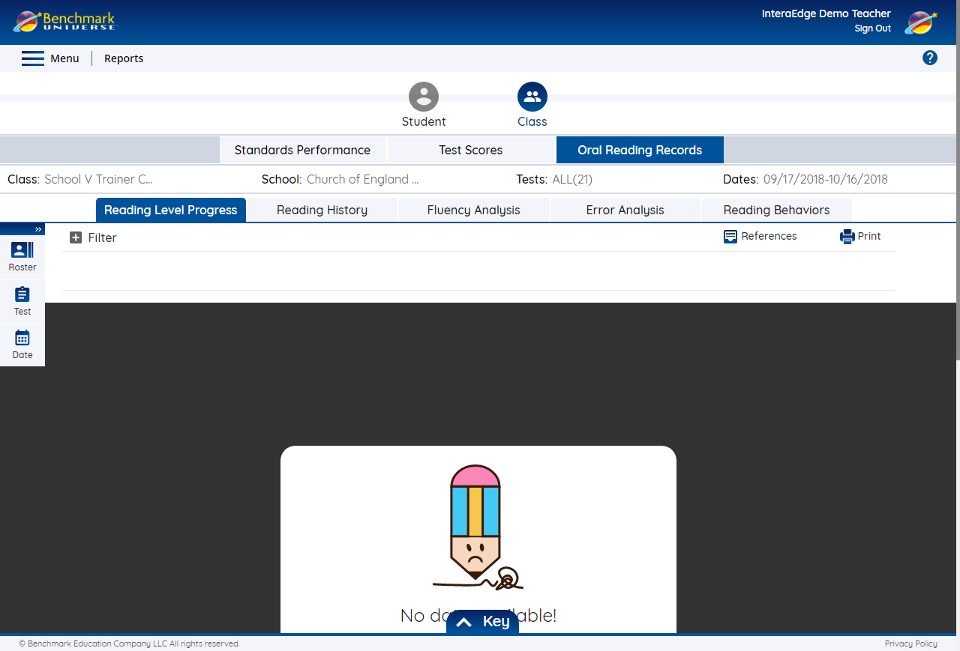 Benchmark
UNIVERSE
InteraEdge Demo Teacher
Sign Out
Menu | Reports
?
Student
Class
Standards Performance
Test Scores
Oral Reading Records
Class: School V Trainer C...
School: Church of England ...
Tests: ALL(21)
Dates: 09/17/2018-10/16/2018
Reading Level Progress
Reading History
Fluency Analysis
Error Analysis
Reading Behaviors
»
Filter
References
Print
Roster
Test
Date
No da able!
Key
© Benchmark Education Company LLC All rights reserved.
Privacy Policy